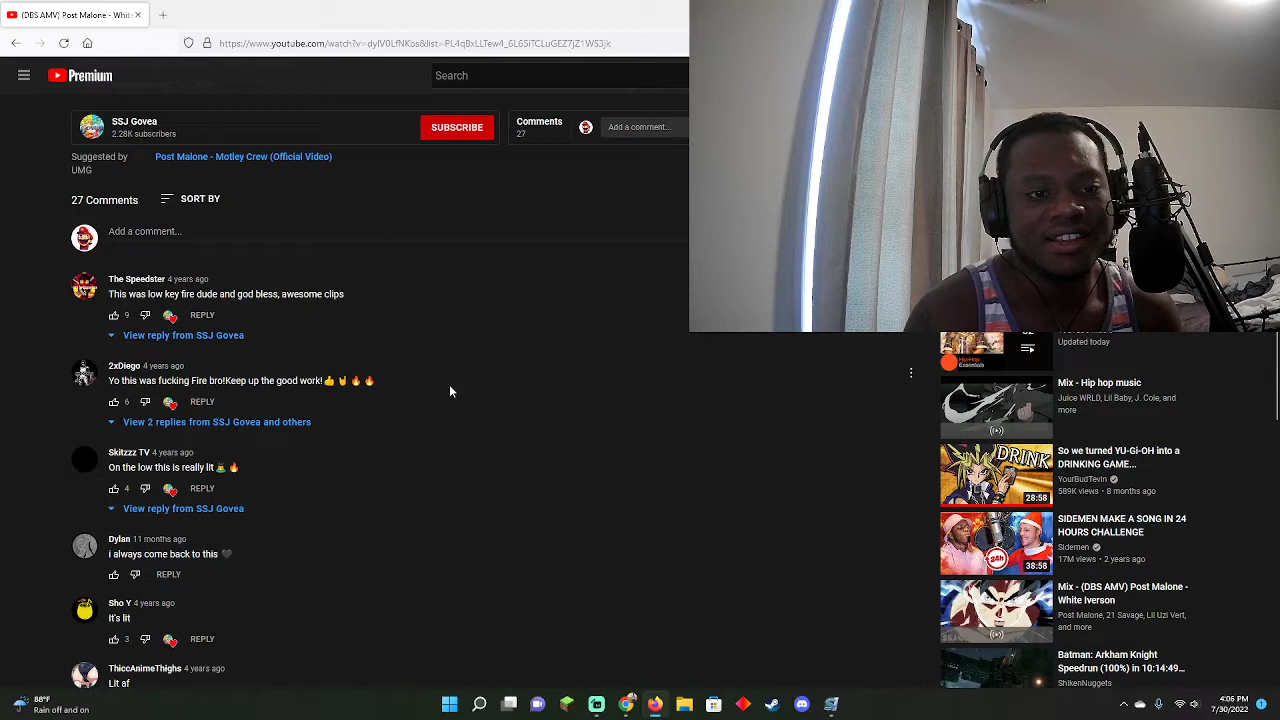 (DBS AMV) Post Malone - White
https://www.youtube.com/watch?v=dyIV0LfNKos&list=PL4qBxLLTew4_6L65iTCLuGEZ7jZ1WS3jk
Premium
Search
SSJ Govea
2.28K subscribers
SUBSCRIBE
Comments
27
Add a comment...
Suggested by
Post Malone - Motley Crew (Official Video)
UMG
27 Comments
SORT BY
Add a comment...
The Speedster 4 years ago
This was low key fire dude and god bless, awesome clips
9 REPLY
View reply from SSJ Govea
2xDiego 4 years ago
Yo this was fucking Fire bro!Keep up the good work!👍🤘🔥🔥
6 REPLY
View 2 replies from SSJ Govea and others
Skitzzz TV 4 years ago
On the low this is really lit
4 REPLY
View reply from SSJ Govea
Dylan 11 months ago
i always come back to this 🖤
REPLY
Sho Y 4 years ago
It's lit
3 REPLY
ThiccAnimeThighs 4 years ago
Lit af
Updated today
Hip-Hop
Essentials
Mix - Hip hop music
Juice WRLD, Lil Baby, J. Cole, and
more
DRINK
28:58
So we turned YU-Gi-OH into a
DRINKING GAME...
YourBudTevin
589K views • 8 months ago
24h
38:58
SIDEMEN MAKE A SONG IN 24
HOURS CHALLENGE
Sidemen
17M views • 2 years ago
Mix - (DBS AMV) Post Malone -
White Iverson
Post Malone, 21 Savage, Lil Uzi Vert,
and more
Batman: Arkham Knight
Speedrun (100%) in 10:14:49...
ShikenNuggets
88°F
Rain off and on
4:06 PM
7/30/2022